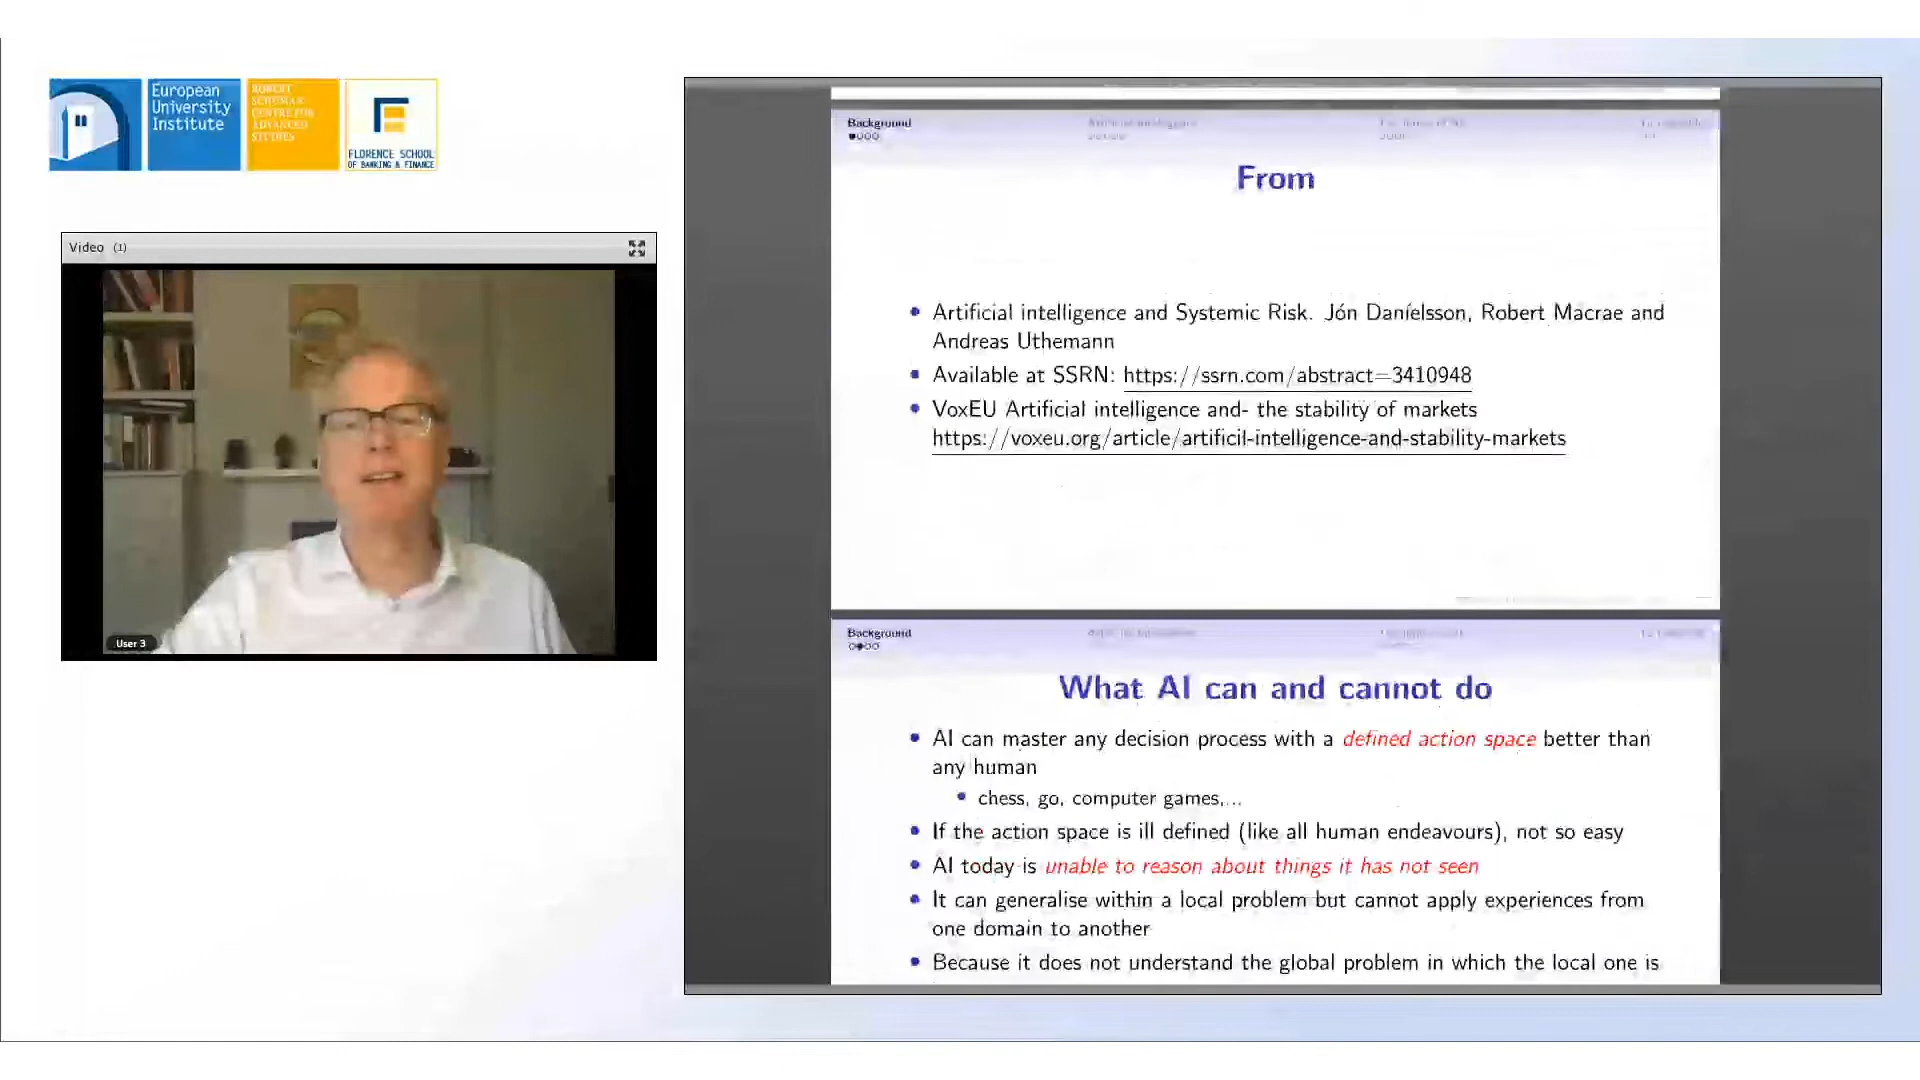 European
University
Institute
ROBERT
SCHUMAN
CENTRE FOR
ADVANCED
STUDIES
FLORENCE SCHOOL
OF BANKING & FINANCE
Video (1)
User 3
Background
From
Artificial intelligence and Systemic Risk. Jón Daníelsson, Robert Macrae and
Andreas Uthemann
Available at SSRN: https://ssrn.com/abstract=3410948
VoxEU Artificial intelligence and- the stability of markets
https://voxeu.org/article/artificil-intelligence-and-stability-markets
Background
What AI can and cannot do
AI can master any decision process with a defined action space better than
any human
chess, go, computer games,...
If the action space is ill defined (like all human endeavours), not so easy
AI today is unable to reason about things it has not seen
It can generalise within a local problem but cannot apply experiences from
one domain to another
Because it does not understand the global problem in which the local one is